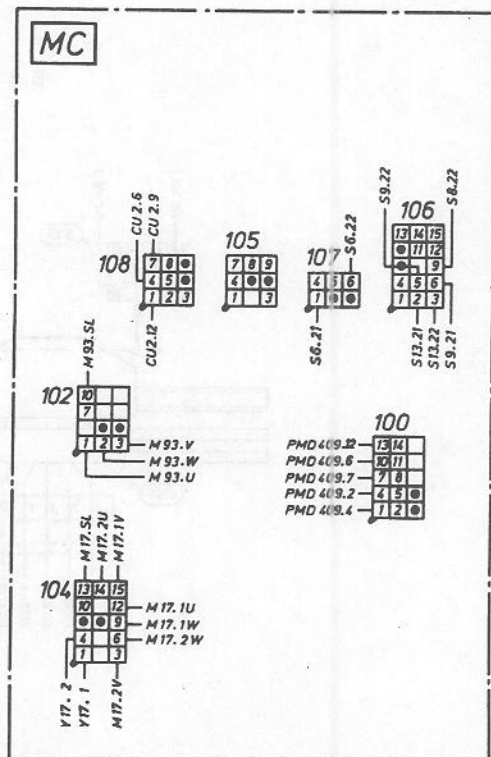 MC
CU 2.6
CU 2.9
108
7 8
4 5
1 2 3
CU2.12
105
7 8 9
4
1 3
S6.22
107
4 5 6
1
S6.21
S9.22
S8.22
106
13 14 15
11 12
9
4 5 6
1 2 3
S13.21
S13.22
S9.21
M93.SL
102
10
7
1 2 3
M93.V
M93.W
M93.U
100
PMD 409.12 13 14
PMD 409.6 10 11
PMD 409.7 7 8
PMD 409.2 4 5
PMD 409.4 1 2
M17.SL
M17.2U
M17.1V
104
13 14 15
10 12 M17.1U
9 M17.1W
4 6 M17.2W
1 3
Y17.2
Y17.1
M17.2V